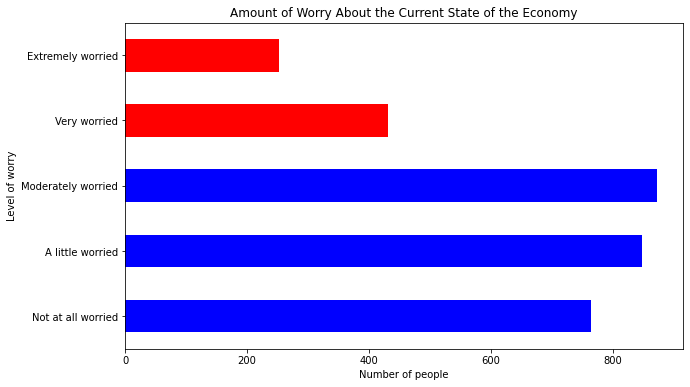 Amount of Worry About the Current State of the Economy
Extremely worried
Very worried
Moderately worried
A little worried
Not at all worried
Level of worry
0 200 400 600 800
Number of people